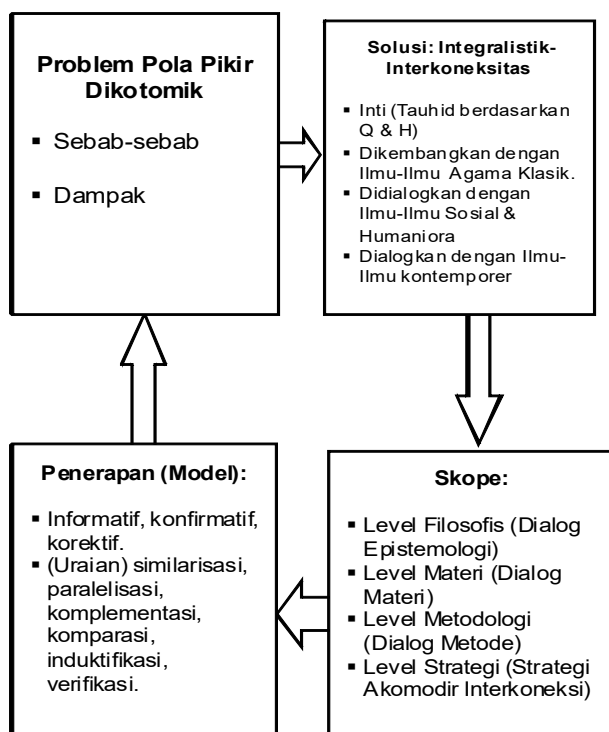 Problem Pola Pikir
Dikotomik
▪ Sebab-sebab
▪ Dampak
Solusi: Integralistik-
Interkoneksitas
▪ Inti (Tauhid berdasarkan
Q & H)
▪ Dikembangkan dengan
Ilmu-Ilmu Agama Klasik.
▪ Didialogkan dengan
Ilmu-Ilmu Sosial &
Humaniora
▪ Dialogkan dengan Ilmu-
Ilmu kontemporer
Skope:
▪ Level Filosofis (Dialog
Epistemologi)
▪ Level Materi (Dialog
Materi)
▪ Level Metodologi
(Dialog Metode)
▪ Level Strategi (Strategi
Akomodir Interkoneksi)
Penerapan (Model):
▪ Informatif, konfirmatif,
korektif.
▪ (Uraian) similarisasi,
paralelisasi,
komplementasi,
komparasi,
induktifikasi,
verifikasi.